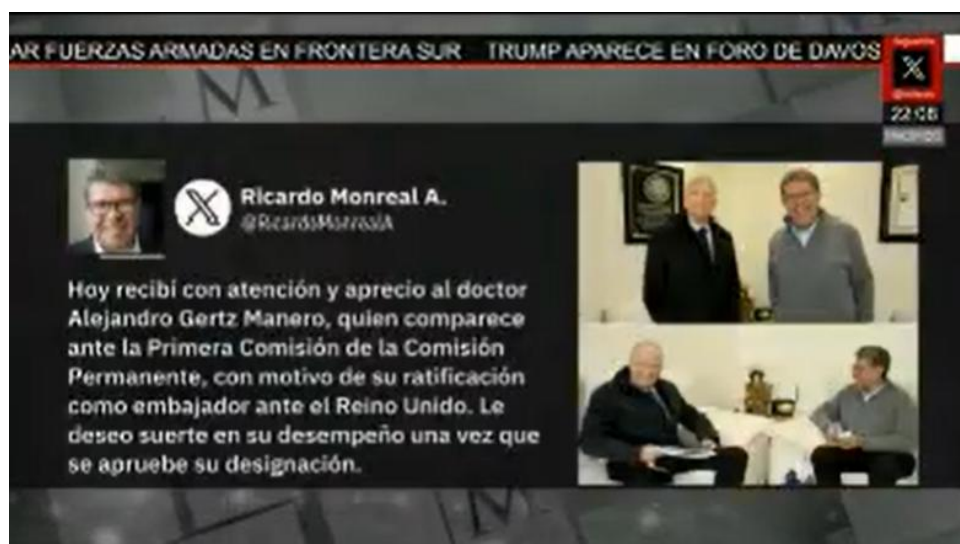 AR FUERZAS ARMADAS EN FRONTERA SUR TRUMP APARECE EN FORO DE DAVOS
22:08
Ricardo Monreal A.
@RicardoMonrealA
Hoy recibí con atención y aprecio al doctor
Alejandro Gertz Manero, quien comparece
ante la Primera Comisión de la Comisión
Permanente, con motivo de su ratificación
como embajador ante el Reino Unido. Le
deseo suerte en su desempeño una vez que
se apruebe su designación.